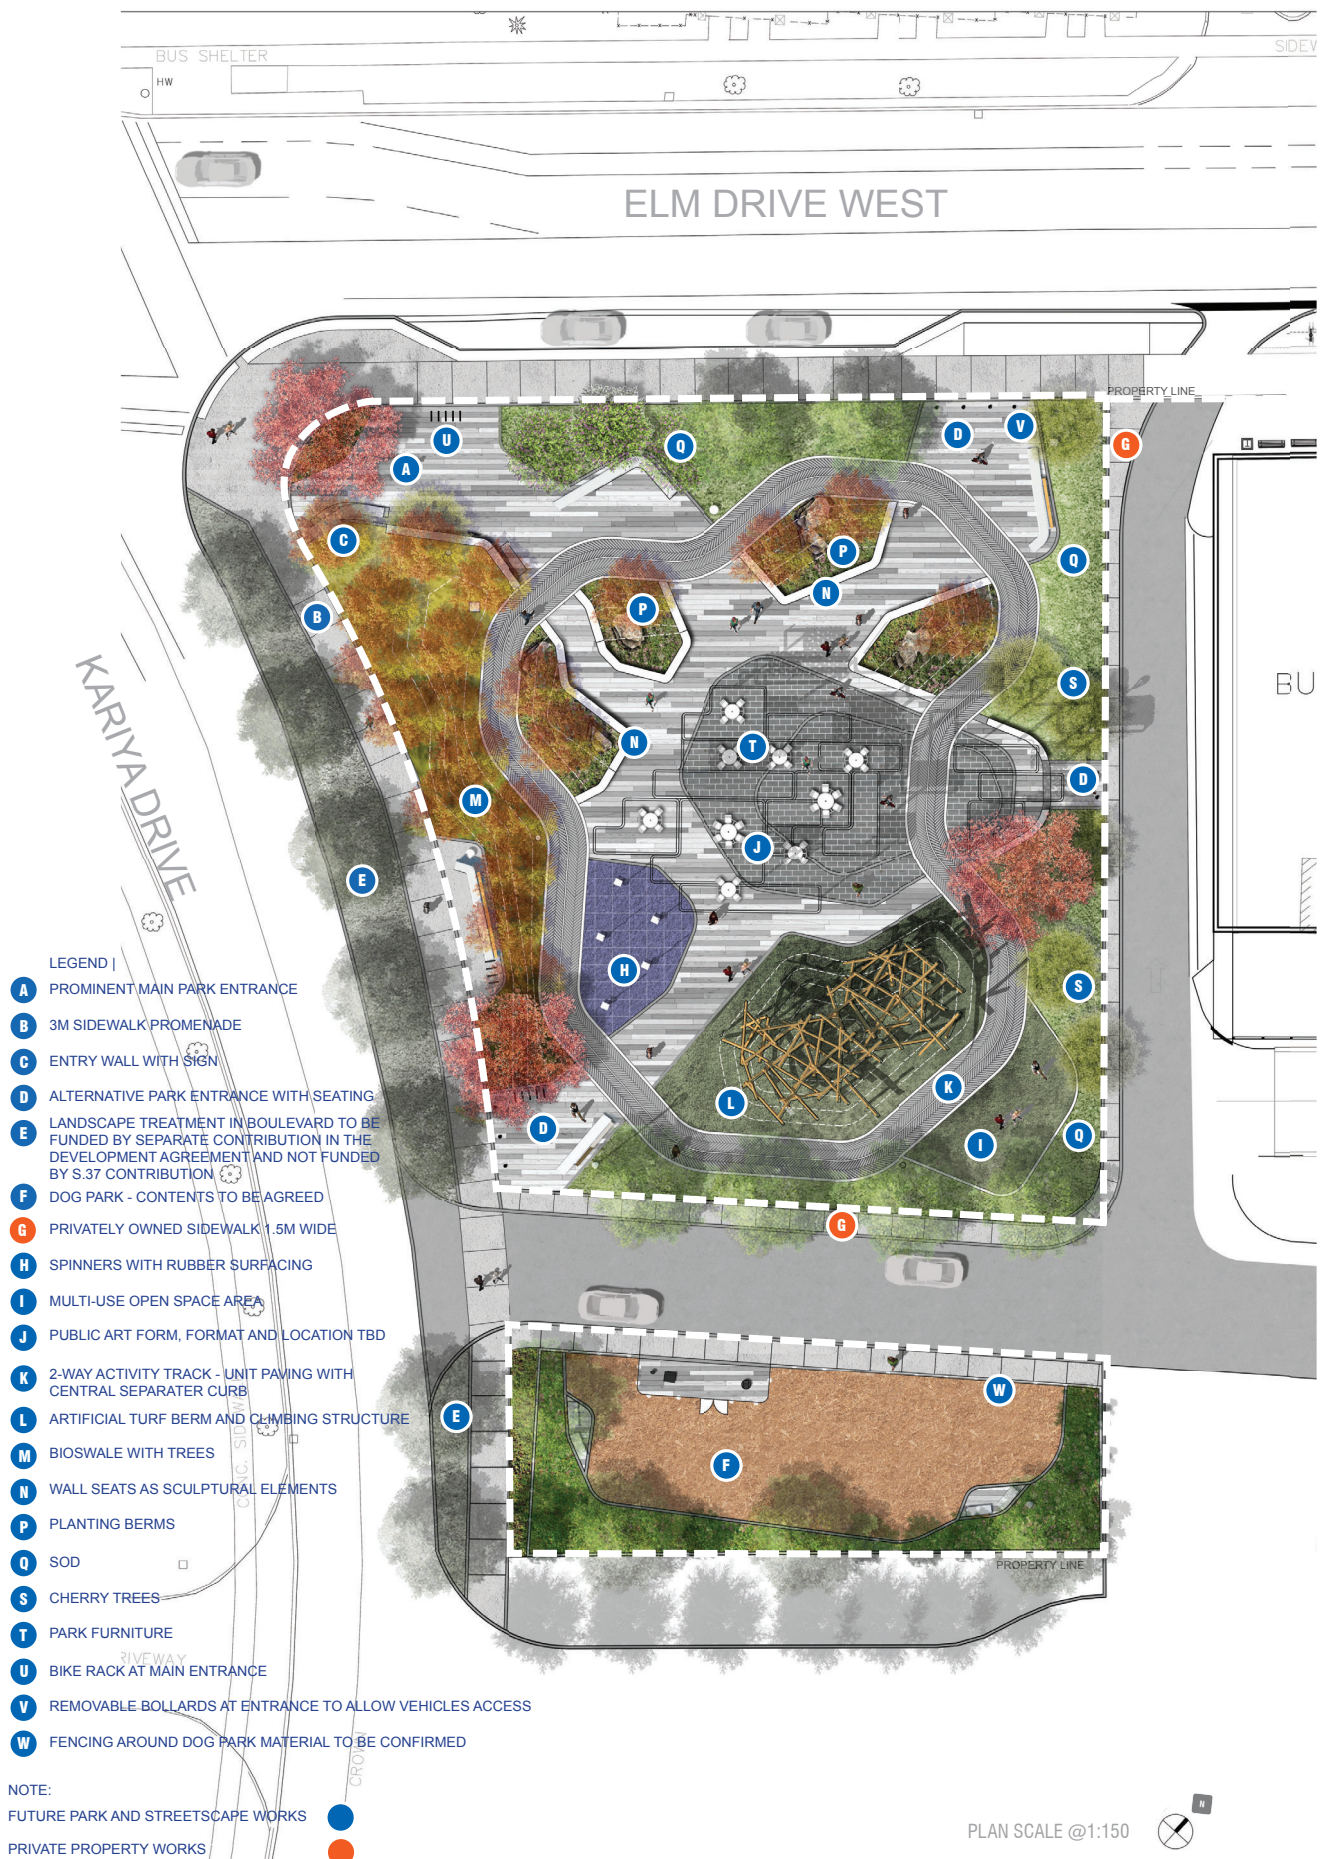 BUS SHELTER
SIDEW
HW
ELM DRIVE WEST
PROPERTY LINE
U
A
Q
D
V
G
C
P
N
Q
B
P
S
BU
KARIYA DRIVE
N
T
D
M
J
E
H
S
L
K
D
I
Q
G
W
E
F
PROPERTY LINE
LEGEND |
A PROMINENT MAIN PARK ENTRANCE
B 3M SIDEWALK PROMENADE
C ENTRY WALL WITH SIGN
D ALTERNATIVE PARK ENTRANCE WITH SEATING
E LANDSCAPE TREATMENT IN BOULEVARD TO BE
FUNDED BY SEPARATE CONTRIBUTION IN THE
DEVELOPMENT AGREEMENT AND NOT FUNDED
BY S.37 CONTRIBUTION
F DOG PARK - CONTENTS TO BE AGREED
G PRIVATELY OWNED SIDEWALK 1.5M WIDE
H SPINNERS WITH RUBBER SURFACING
I MULTI-USE OPEN SPACE AREA
J PUBLIC ART FORM, FORMAT AND LOCATION TBD
K 2-WAY ACTIVITY TRACK - UNIT PAVING WITH
CENTRAL SEPARATER CURB
L ARTIFICIAL TURF BERM AND CLIMBING STRUCTURE
M BIOSWALE WITH TREES
N WALL SEATS AS SCULPTURAL ELEMENTS
P PLANTING BERMS
Q SOD
S CHERRY TREES
T PARK FURNITURE
U BIKE RACK AT MAIN ENTRANCE
V REMOVABLE BOLLARDS AT ENTRANCE TO ALLOW VEHICLES ACCESS
W FENCING AROUND DOG PARK MATERIAL TO BE CONFIRMED
CONC. SIDEWALK
RIVEWAY
CROWN
NOTE:
FUTURE PARK AND STREETSCAPE WORKS
PRIVATE PROPERTY WORKS
PLAN SCALE @1:150
N